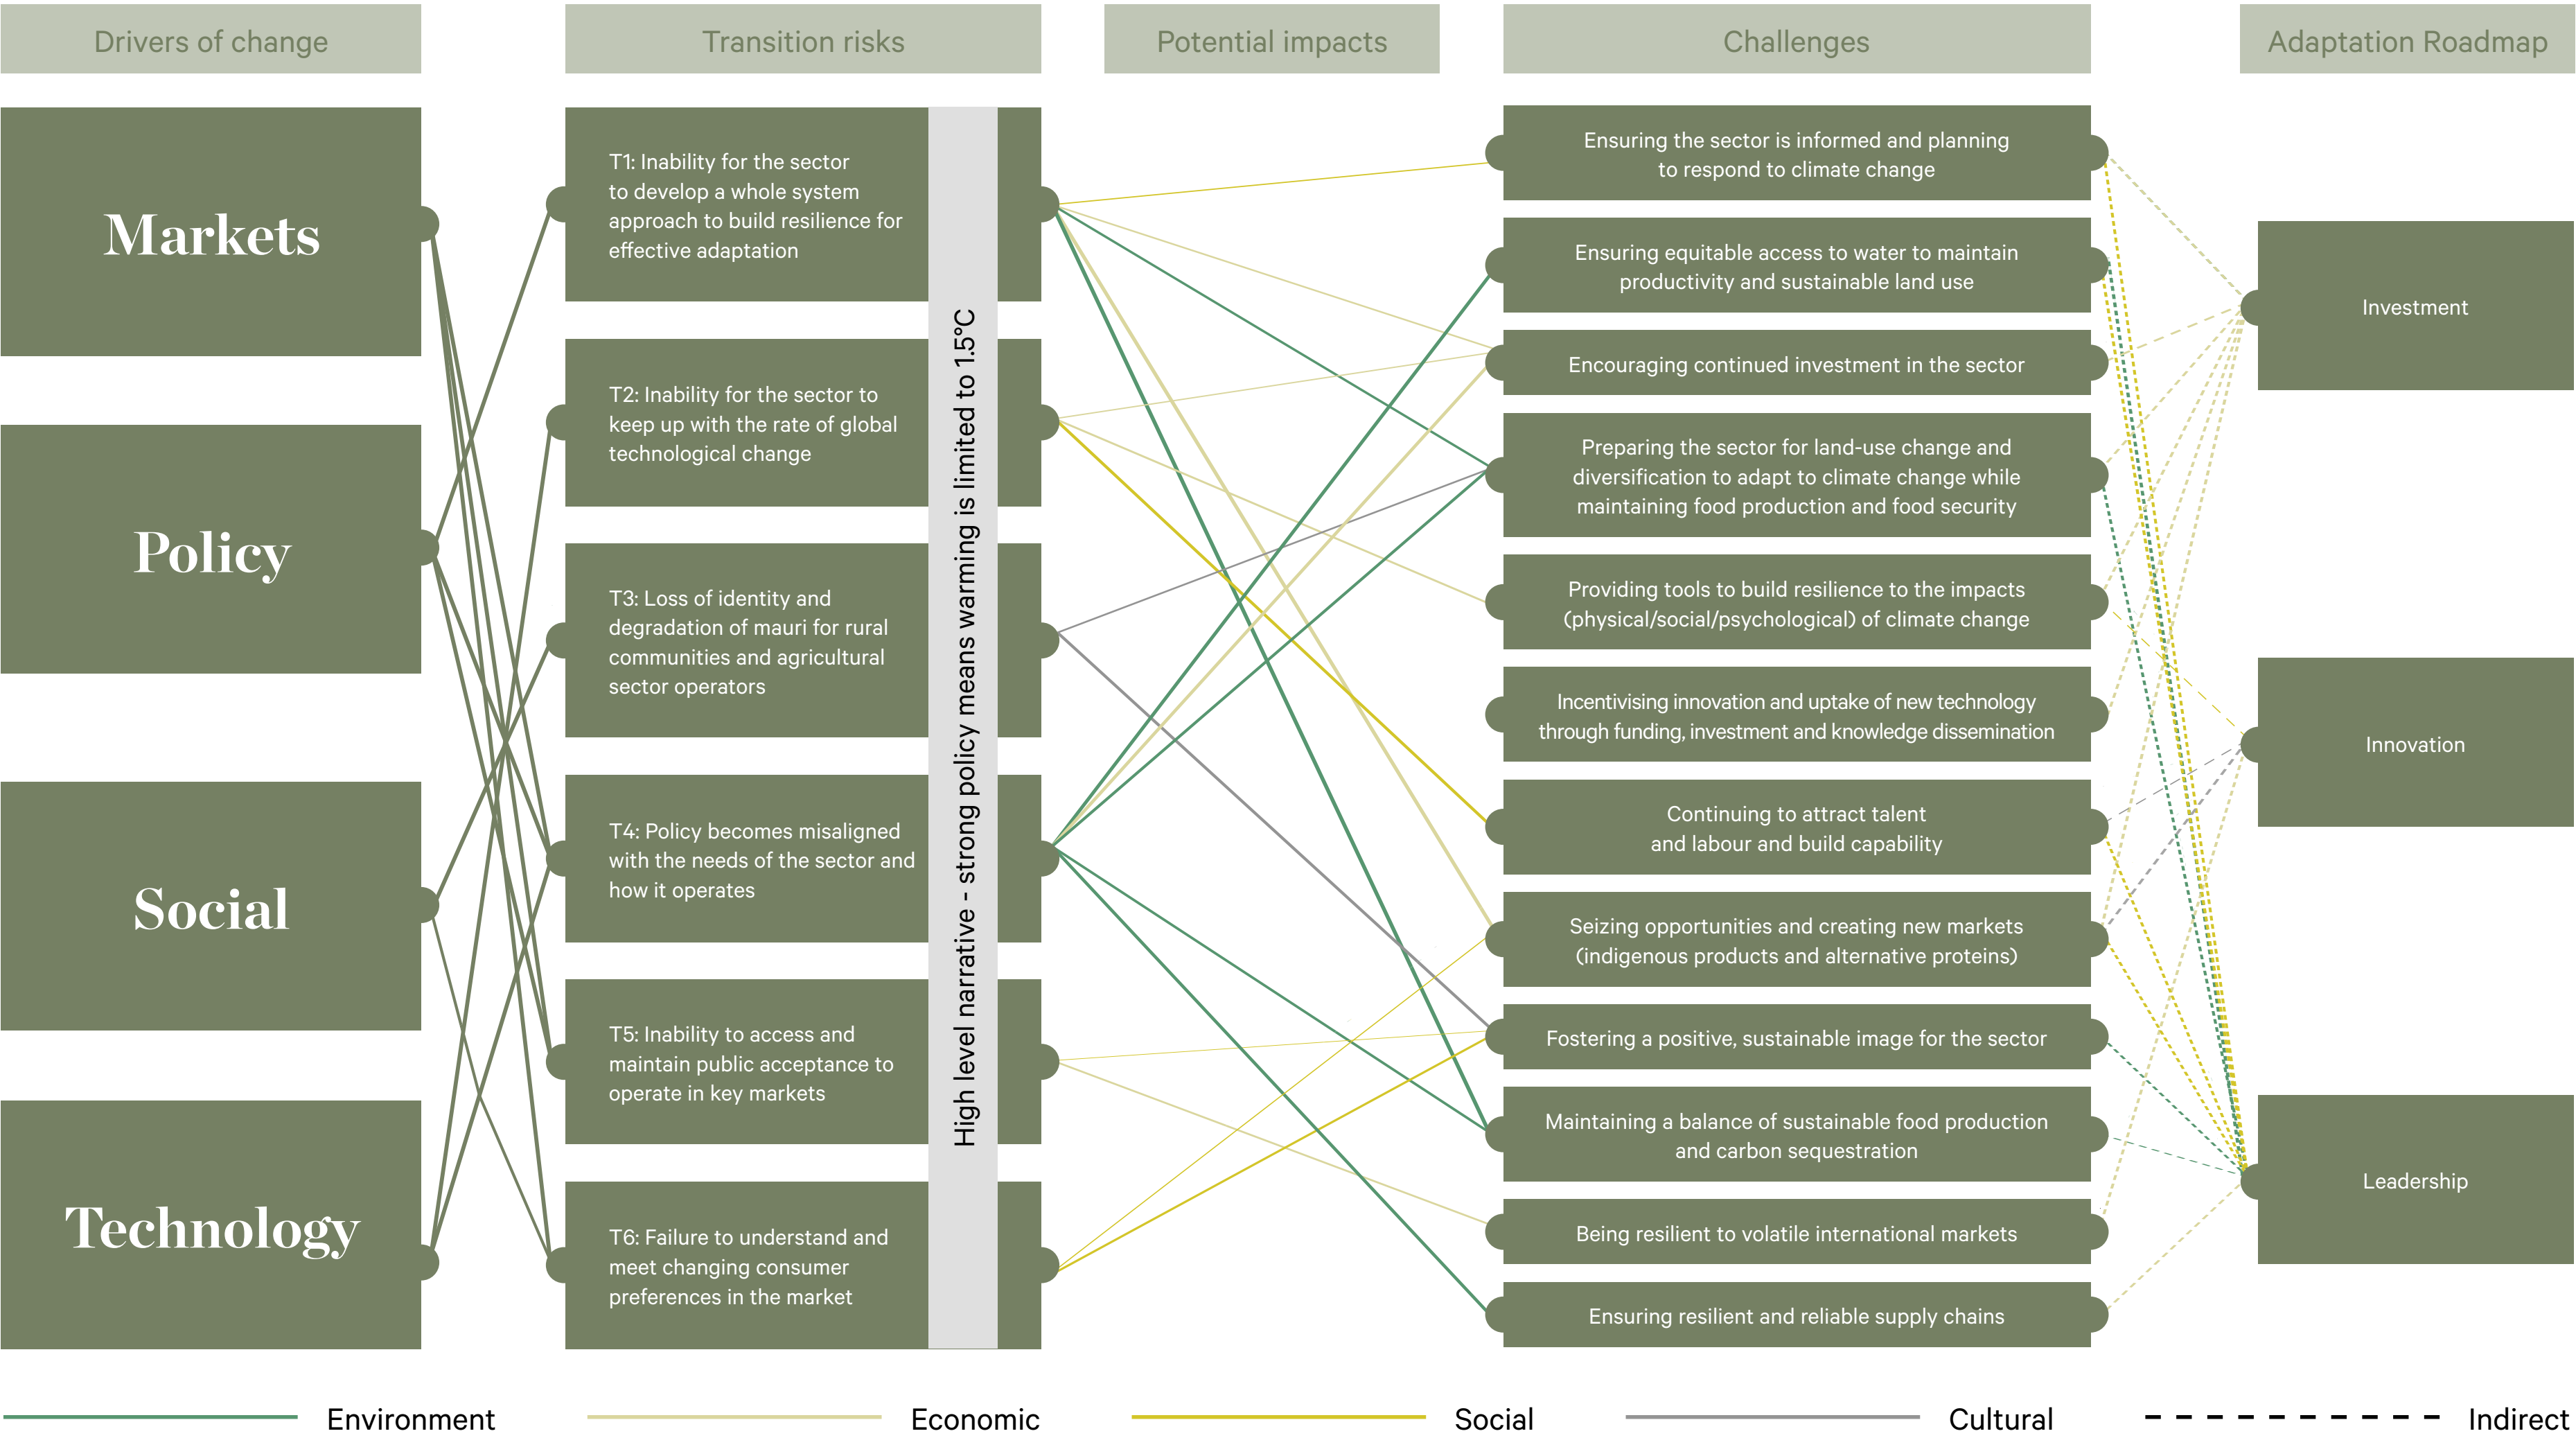 Drivers of change
Transition risks
Potential impacts
Challenges
Adaptation Roadmap
Markets
Policy
Social
Technology
T1: Inability for the sector
to develop a whole system
approach to build resilience for
effective adaptation
T2: Inability for the sector to
keep up with the rate of global
technological change
T3: Loss of identity and
degradation of mauri for rural
communities and agricultural
sector operators
T4: Policy becomes misaligned
with the needs of the sector and
how it operates
T5: Inability to access and
maintain public acceptance to
operate in key markets
T6: Failure to understand and
meet changing consumer
preferences in the market
High level narrative - strong policy means warming is limited to 1.5°C
Ensuring the sector is informed and planning
to respond to climate change
Ensuring equitable access to water to maintain
productivity and sustainable land use
Encouraging continued investment in the sector
Preparing the sector for land-use change and
diversification to adapt to climate change while
maintaining food production and food security
Providing tools to build resilience to the impacts
(physical/social/psychological) of climate change
Incentivising innovation and uptake of new technology
through funding, investment and knowledge dissemination
Continuing to attract talent
and labour and build capability
Seizing opportunities and creating new markets
(indigenous products and alternative proteins)
Fostering a positive, sustainable image for the sector
Maintaining a balance of sustainable food production
and carbon sequestration
Being resilient to volatile international markets
Ensuring resilient and reliable supply chains
Investment
Innovation
Leadership
Environment
Economic
Social
Cultural
Indirect